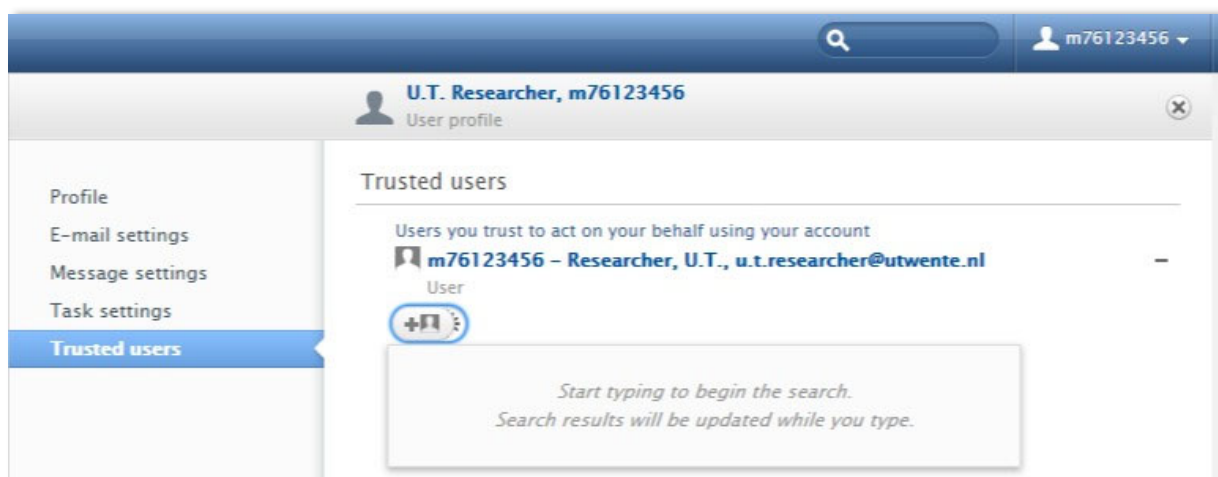 m76123456
U.T. Researcher, m76123456
User profile
Profile
E-mail settings
Message settings
Task settings
Trusted users
Trusted users
Users you trust to act on your behalf using your account
m76123456 – Researcher, U.T., u.t.researcher@utwente.nl
User
Start typing to begin the search.
Search results will be updated while you type.